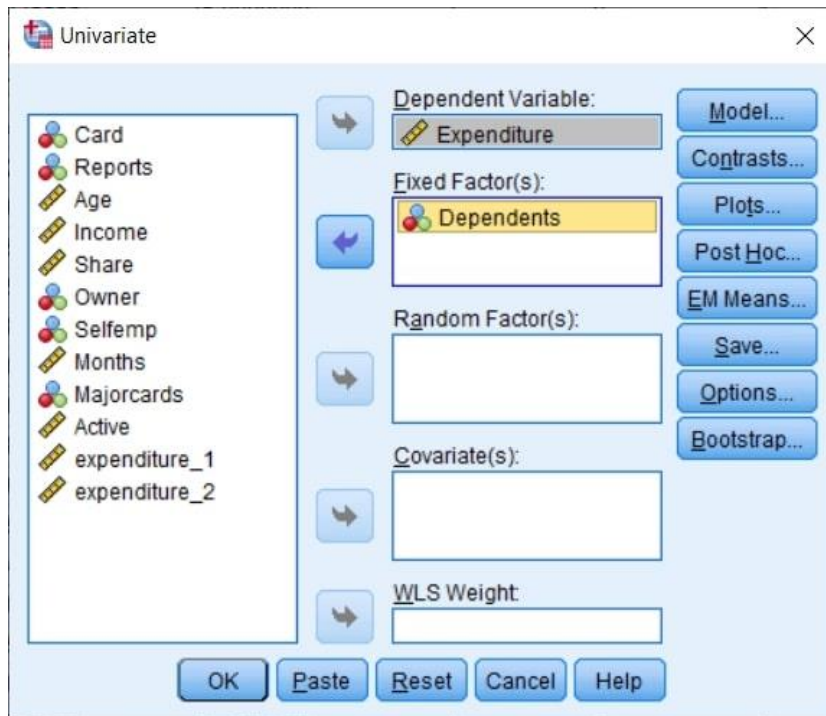 Univariate
Card
Reports
Age
Income
Share
Owner
Selfemp
Months
Majorcards
Active
expenditure_1
expenditure_2
Dependent Variable:
Expenditure
Fixed Factor(s):
Dependents
Random Factor(s):
Covariate(s):
WLS Weight:
Model...
Contrasts...
Plots...
Post Hoc...
EM Means...
Save...
Options...
Bootstrap...
OK
Paste
Reset
Cancel
Help